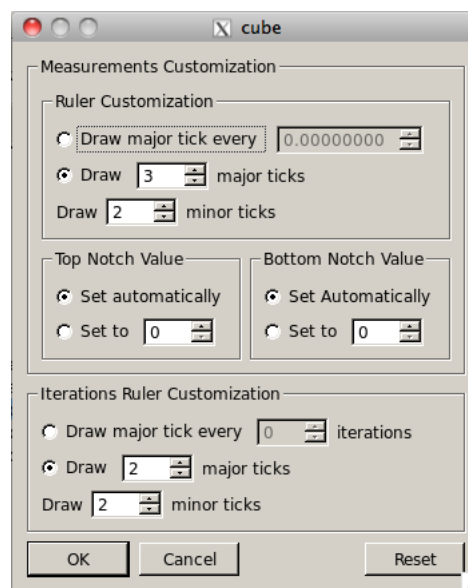 cube
Measurements Customization
Ruler Customization
Draw major tick every 0.00000000
Draw 3 major ticks
Draw 2 minor ticks
Top Notch Value
Set automatically
Set to 0
Bottom Notch Value
Set Automatically
Set to 0
Iterations Ruler Customization
Draw major tick every 0 iterations
Draw 2 major ticks
Draw 2 minor ticks
OK Cancel Reset